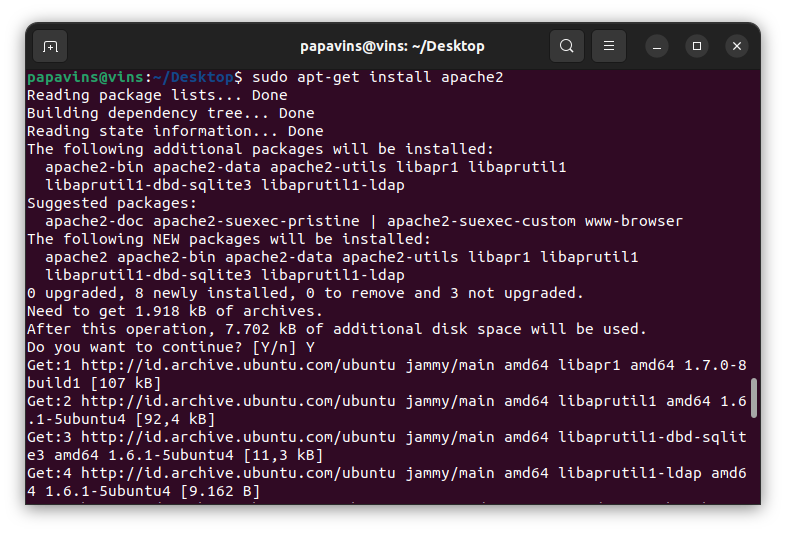 papavins@vins: ~/Desktop
papavins@vins:~/Desktop$ sudo apt-get install apache2
Reading package lists... Done
Building dependency tree... Done
Reading state information... Done
The following additional packages will be installed:
  apache2-bin apache2-data apache2-utils libapr1 libaprutil1
  libaprutil1-dbd-sqlite3 libaprutil1-ldap
Suggested packages:
  apache2-doc apache2-suexec-pristine | apache2-suexec-custom www-browser
The following NEW packages will be installed:
  apache2 apache2-bin apache2-data apache2-utils libapr1 libaprutil1
  libaprutil1-dbd-sqlite3 libaprutil1-ldap
0 upgraded, 8 newly installed, 0 to remove and 3 not upgraded.
Need to get 1.918 kB of archives.
After this operation, 7.702 kB of additional disk space will be used.
Do you want to continue? [Y/n] Y
Get:1 http://id.archive.ubuntu.com/ubuntu jammy/main amd64 libapr1 amd64 1.7.0-8
build1 [107 kB]
Get:2 http://id.archive.ubuntu.com/ubuntu jammy/main amd64 libaprutil1 amd64 1.6
.1-5ubuntu4 [92,4 kB]
Get:3 http://id.archive.ubuntu.com/ubuntu jammy/main amd64 libaprutil1-dbd-sqlit
e3 amd64 1.6.1-5ubuntu4 [11,3 kB]
Get:4 http://id.archive.ubuntu.com/ubuntu jammy/main amd64 libaprutil1-ldap amd6
4 1.6.1-5ubuntu4 [9.162 B]